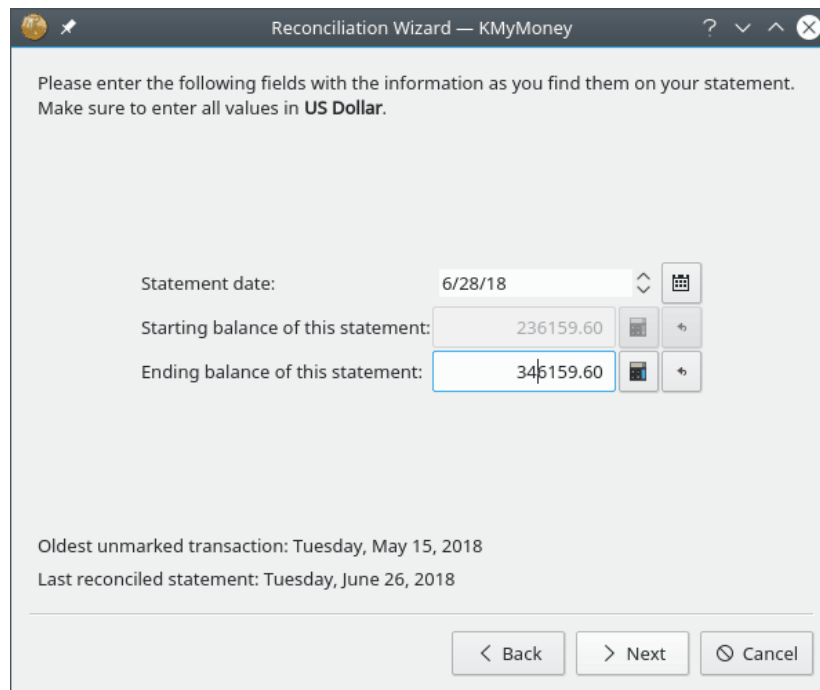 Reconciliation Wizard — KMyMoney
Please enter the following fields with the information as you find them on your statement.
Make sure to enter all values in US Dollar.
Statement date: 6/28/18
Starting balance of this statement: 236159.60
Ending balance of this statement: 346159.60
Oldest unmarked transaction: Tuesday, May 15, 2018
Last reconciled statement: Tuesday, June 26, 2018
Back Next Cancel